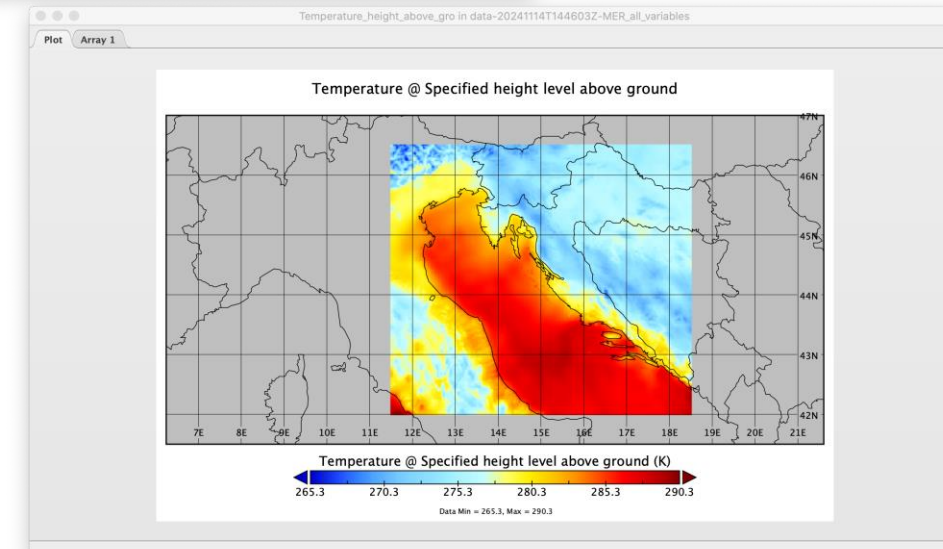 Temperature_height_above_gro in data-20241114T144603Z-MER_all_variables
Plot Array 1
Temperature @ Specified height level above ground
47N
46N
45N
44N
43N
42N
7E 8E 9E 10E 11E 12E 13E 14E 15E 16E 17E 18E 19E 20E 21E
Temperature @ Specified height level above ground (K)
265.3 270.3 275.3 280.3 285.3 290.3
Data Min = 265.3, Max = 290.3